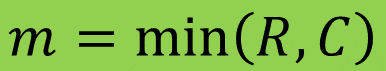 m = min(R, C)